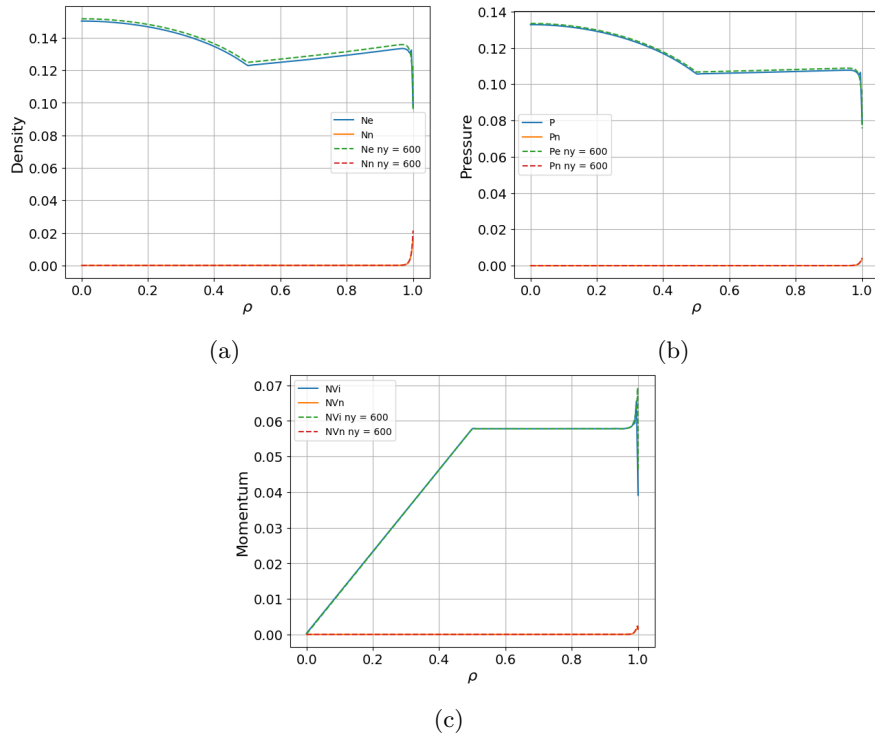 Density
0.14
0.12
0.10
0.08
0.06
0.04
0.02
0.00
Ne
Nn
Ne ny = 600
Nn ny = 600
0.0 0.2 0.4 0.6 0.8 1.0
ρ
(a)
Pressure
0.14
0.12
0.10
0.08
0.06
0.04
0.02
0.00
P
Pn
Pe ny = 600
Pn ny = 600
0.0 0.2 0.4 0.6 0.8 1.0
ρ
(b)
Momentum
0.07
0.06
0.05
0.04
0.03
0.02
0.01
0.00
NVi
NVn
NVi ny = 600
NVn ny = 600
0.0 0.2 0.4 0.6 0.8 1.0
ρ
(c)